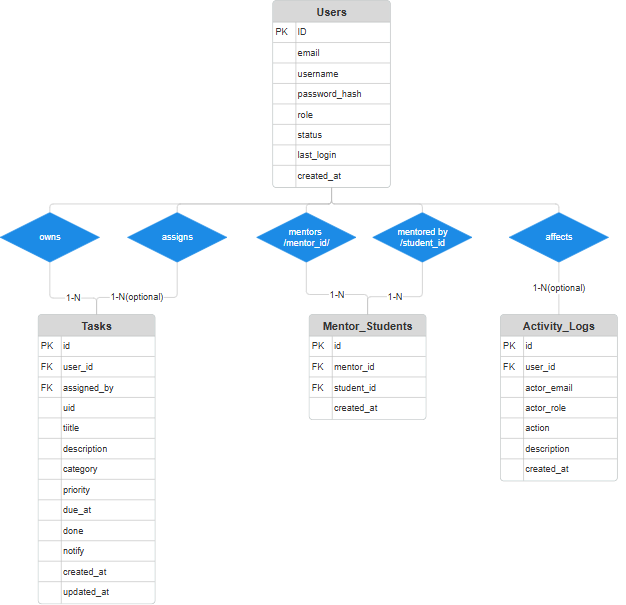 Users
PK ID
email
username
password_hash
role
status
last_login
created_at
owns
assigns
mentors
/mentor_id/
mentored by
/student_id
affects
1-N
1-N(optional)
1-N
1-N
1-N(optional)
Tasks
PK id
FK user_id
FK assigned_by
uid
tiitle
description
category
priority
due_at
done
notify
created_at
updated_at
Mentor_Students
PK id
FK mentor_id
FK student_id
created_at
Activity_Logs
PK id
FK user_id
actor_email
actor_role
action
description
created_at